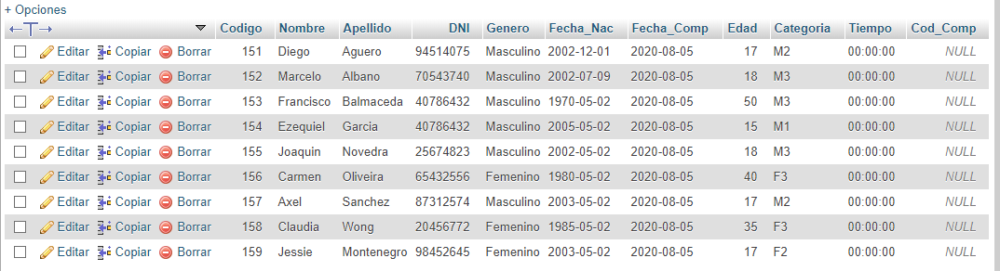 + Opciones
Codigo Nombre Apellido DNI Genero Fecha_Nac Fecha_Comp Edad Categoria Tiempo Cod_Comp
Editar Copiar Borrar 151 Diego Aguero 94514075 Masculino 2002-12-01 2020-08-05 17 M2 00:00:00 NULL
Editar Copiar Borrar 152 Marcelo Albano 70543740 Masculino 2002-07-09 2020-08-05 18 M3 00:00:00 NULL
Editar Copiar Borrar 153 Francisco Balmaceda 40786432 Masculino 1970-05-02 2020-08-05 50 M3 00:00:00 NULL
Editar Copiar Borrar 154 Ezequiel Garcia 40786432 Masculino 2005-05-02 2020-08-05 15 M1 00:00:00 NULL
Editar Copiar Borrar 155 Joaquin Novedra 25674823 Masculino 2002-05-02 2020-08-05 18 M3 00:00:00 NULL
Editar Copiar Borrar 156 Carmen Oliveira 65432556 Femenino 1980-05-02 2020-08-05 40 F3 00:00:00 NULL
Editar Copiar Borrar 157 Axel Sanchez 87312574 Masculino 2003-05-02 2020-08-05 17 M2 00:00:00 NULL
Editar Copiar Borrar 158 Claudia Wong 20456772 Femenino 1985-05-02 2020-08-05 35 F3 00:00:00 NULL
Editar Copiar Borrar 159 Jessie Montenegro 98452645 Femenino 2003-05-02 2020-08-05 17 F2 00:00:00 NULL